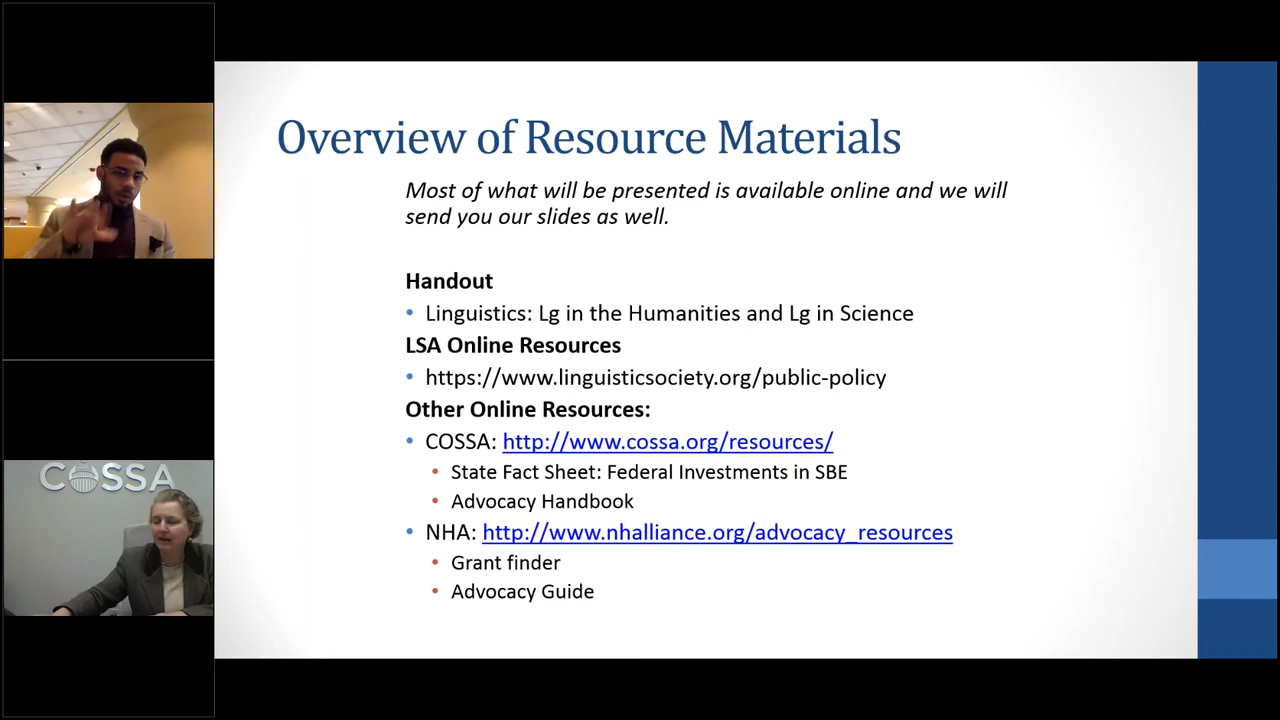 Overview of Resource Materials
Most of what will be presented is available online and we will
send you our slides as well.
Handout
• Linguistics: Lg in the Humanities and Lg in Science
LSA Online Resources
• https://www.linguisticsociety.org/public-policy
Other Online Resources:
• COSSA: http://www.cossa.org/resources/
• State Fact Sheet: Federal Investments in SBE
• Advocacy Handbook
• NHA: http://www.nhalliance.org/advocacy_resources
• Grant finder
• Advocacy Guide
COSSA